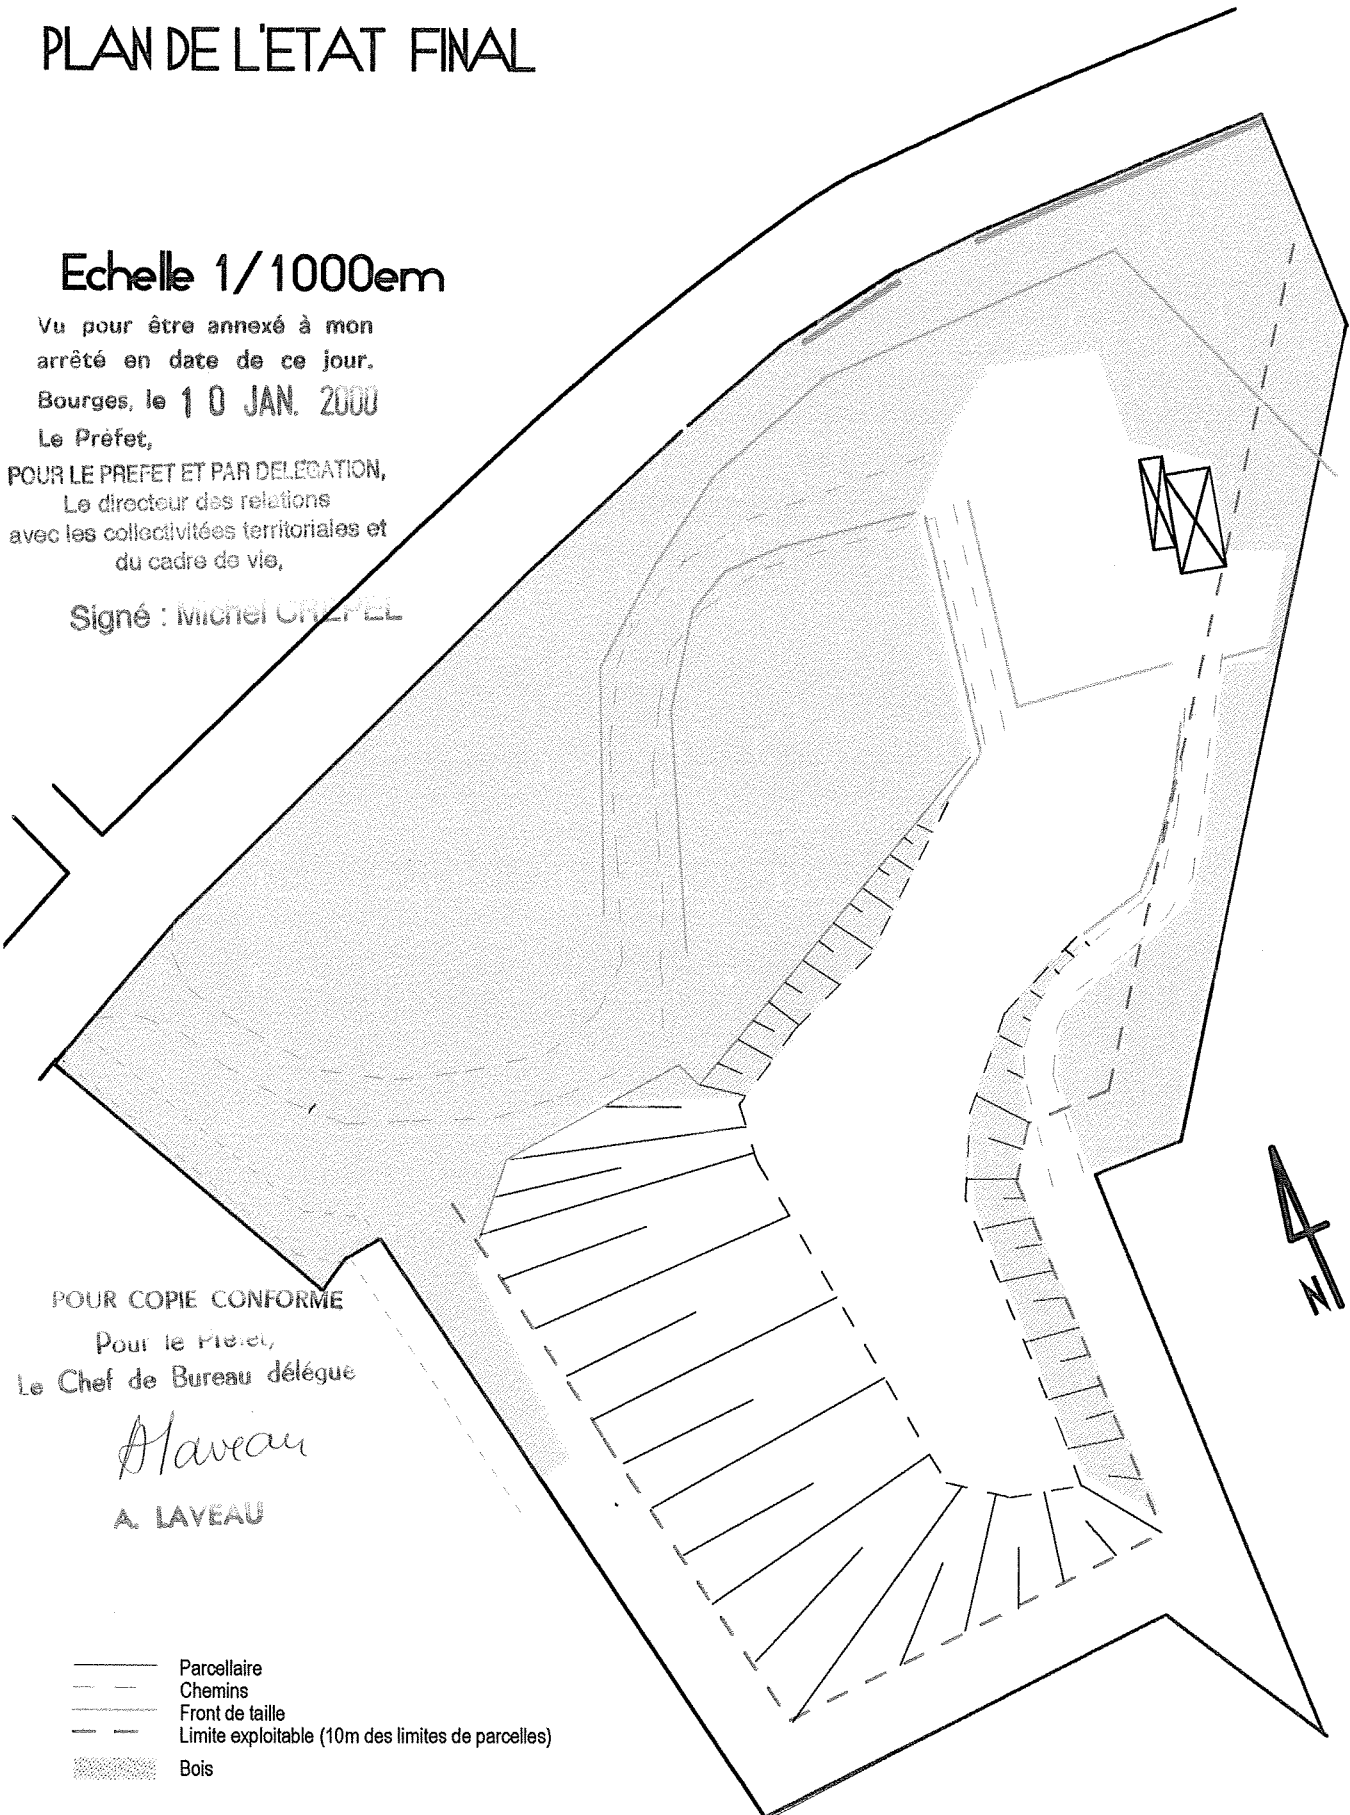 PLAN DE L'ETAT FINAL
Echelle 1/1000em
Vu pour être annexé à mon
arrêté en date de ce jour.
Bourges, le 10 JAN. 2000
Le Préfet,
POUR LE PREFET ET PAR DELEGATION,
Le directeur des relations
avec les collectivités territoriales et
du cadre de vie,
Signé : Michel CREPEL
N
POUR COPIE CONFORME
Pour le Préfet,
Le Chef de Bureau délégué
A. LAVEAU
Parcellaire
Chemins
Front de taille
Limite exploitable (10m des limites de parcelles)
Bois